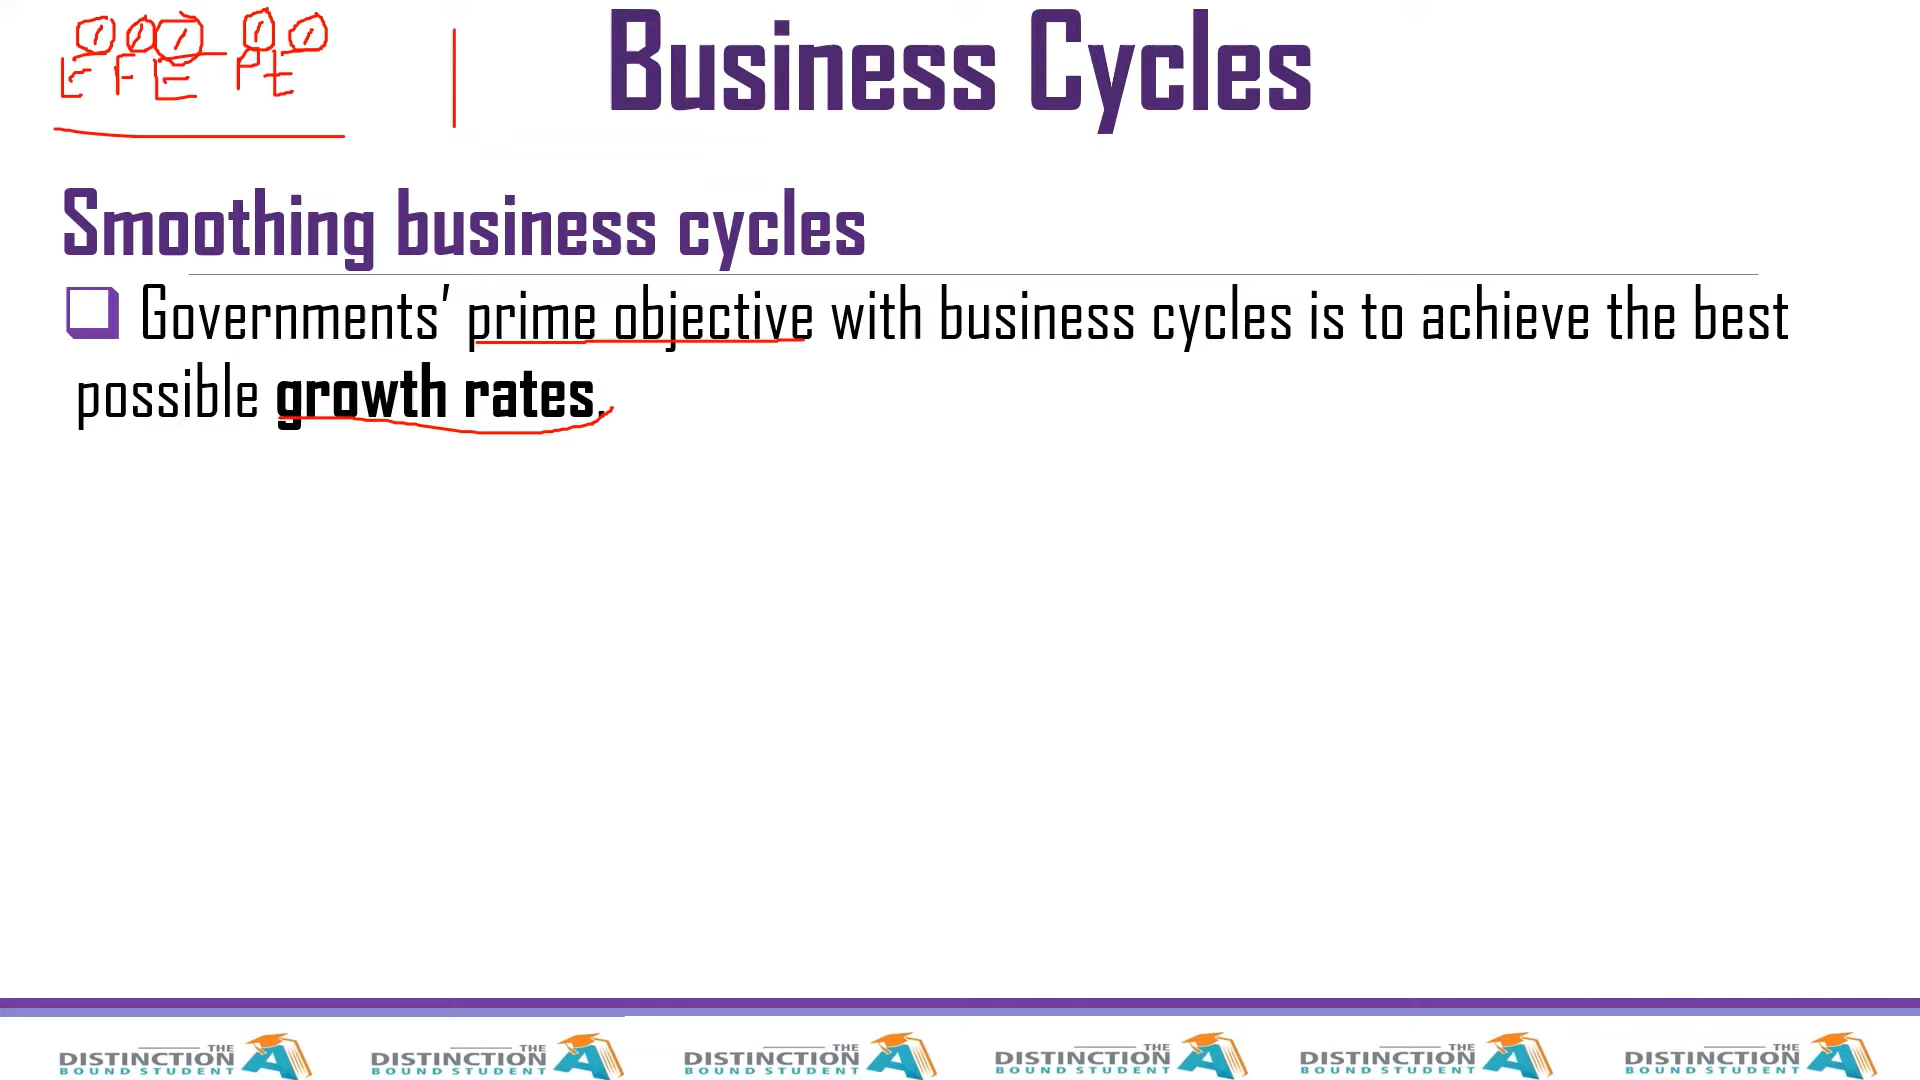 E F E P E
Business Cycles
Smoothing business cycles
Governments’ prime objective with business cycles is to achieve the best
possible growth rates.
THE DISTINCTION BOUND STUDENT THE DISTINCTION BOUND STUDENT THE DISTINCTION BOUND STUDENT THE DISTINCTION BOUND STUDENT THE DISTINCTION BOUND STUDENT THE DISTINCTION BOUND STUDENT